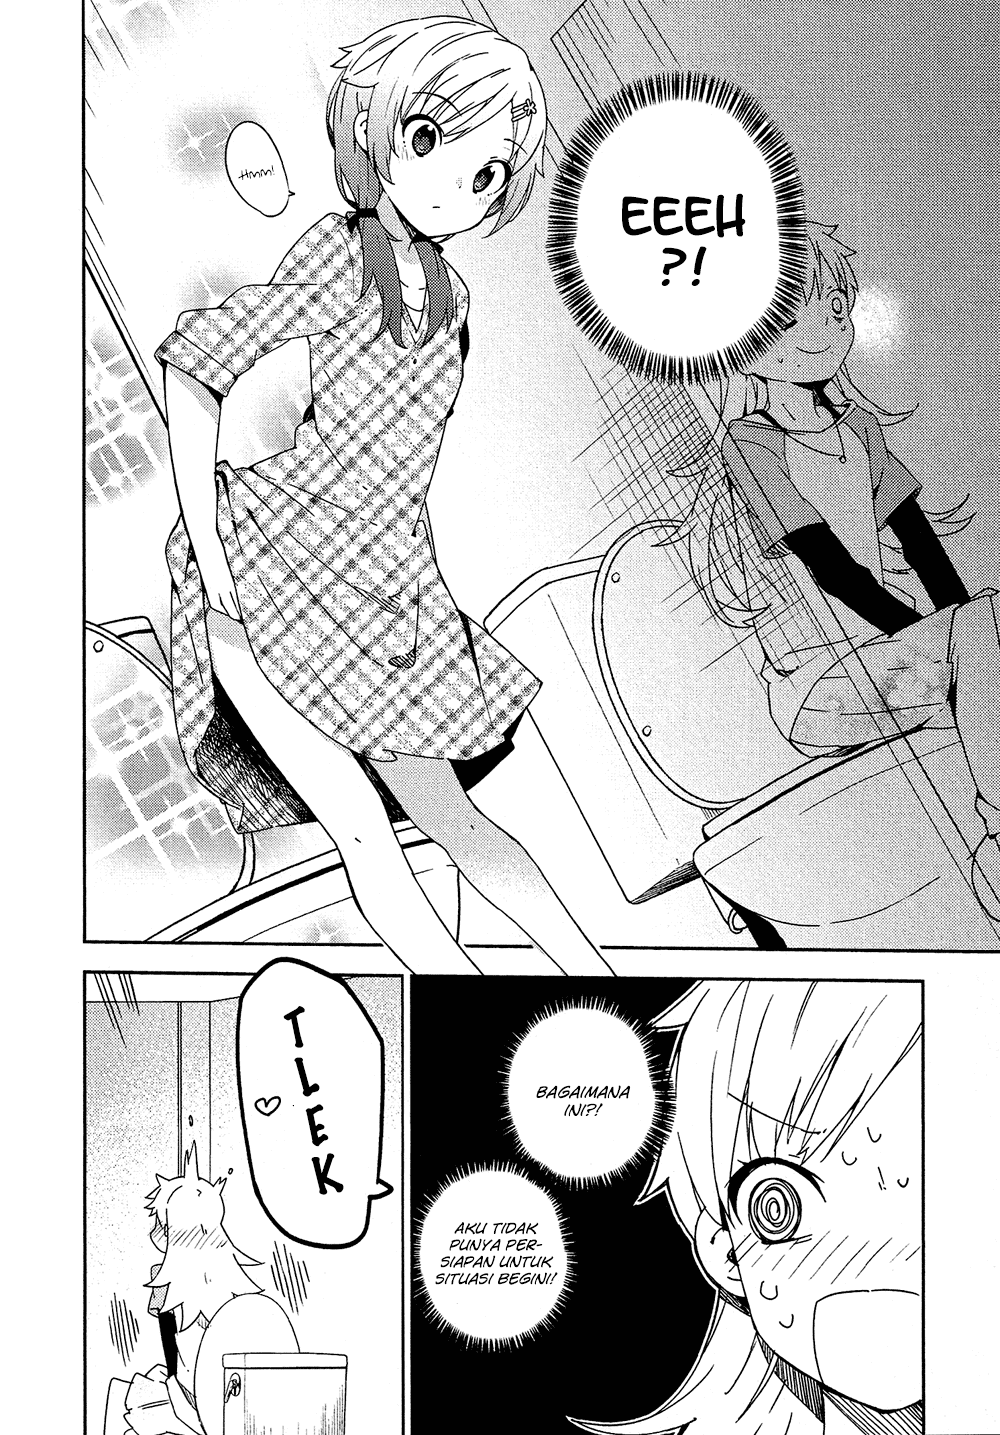 EEEH
?!
Hmm!
BAGAIMANA
INI?!
AKU TIDAK
PUNYA PER-
SIAPAN UNTUK
SITUASI BEGINI!
TLEK